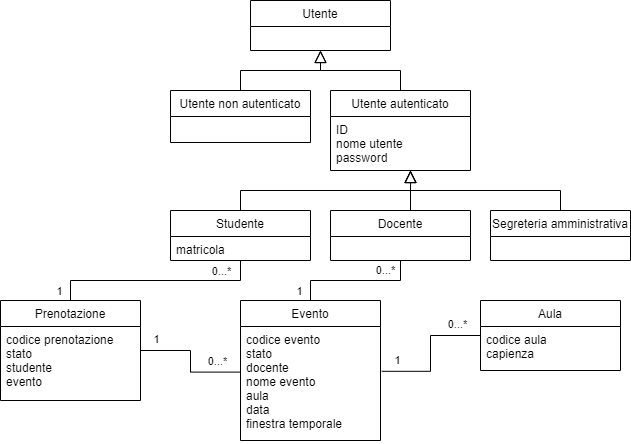 Utente
Utente non autenticato
Utente autenticato
ID
nome utente
password
Studente
matricola
Docente
Segreteria amministrativa
0...*
0...*
1
1
Prenotazione
codice prenotazione
stato
studente
evento
1
0...*
Evento
codice evento
stato
docente
nome evento
aula
data
finestra temporale
1
0...*
Aula
codice aula
capienza